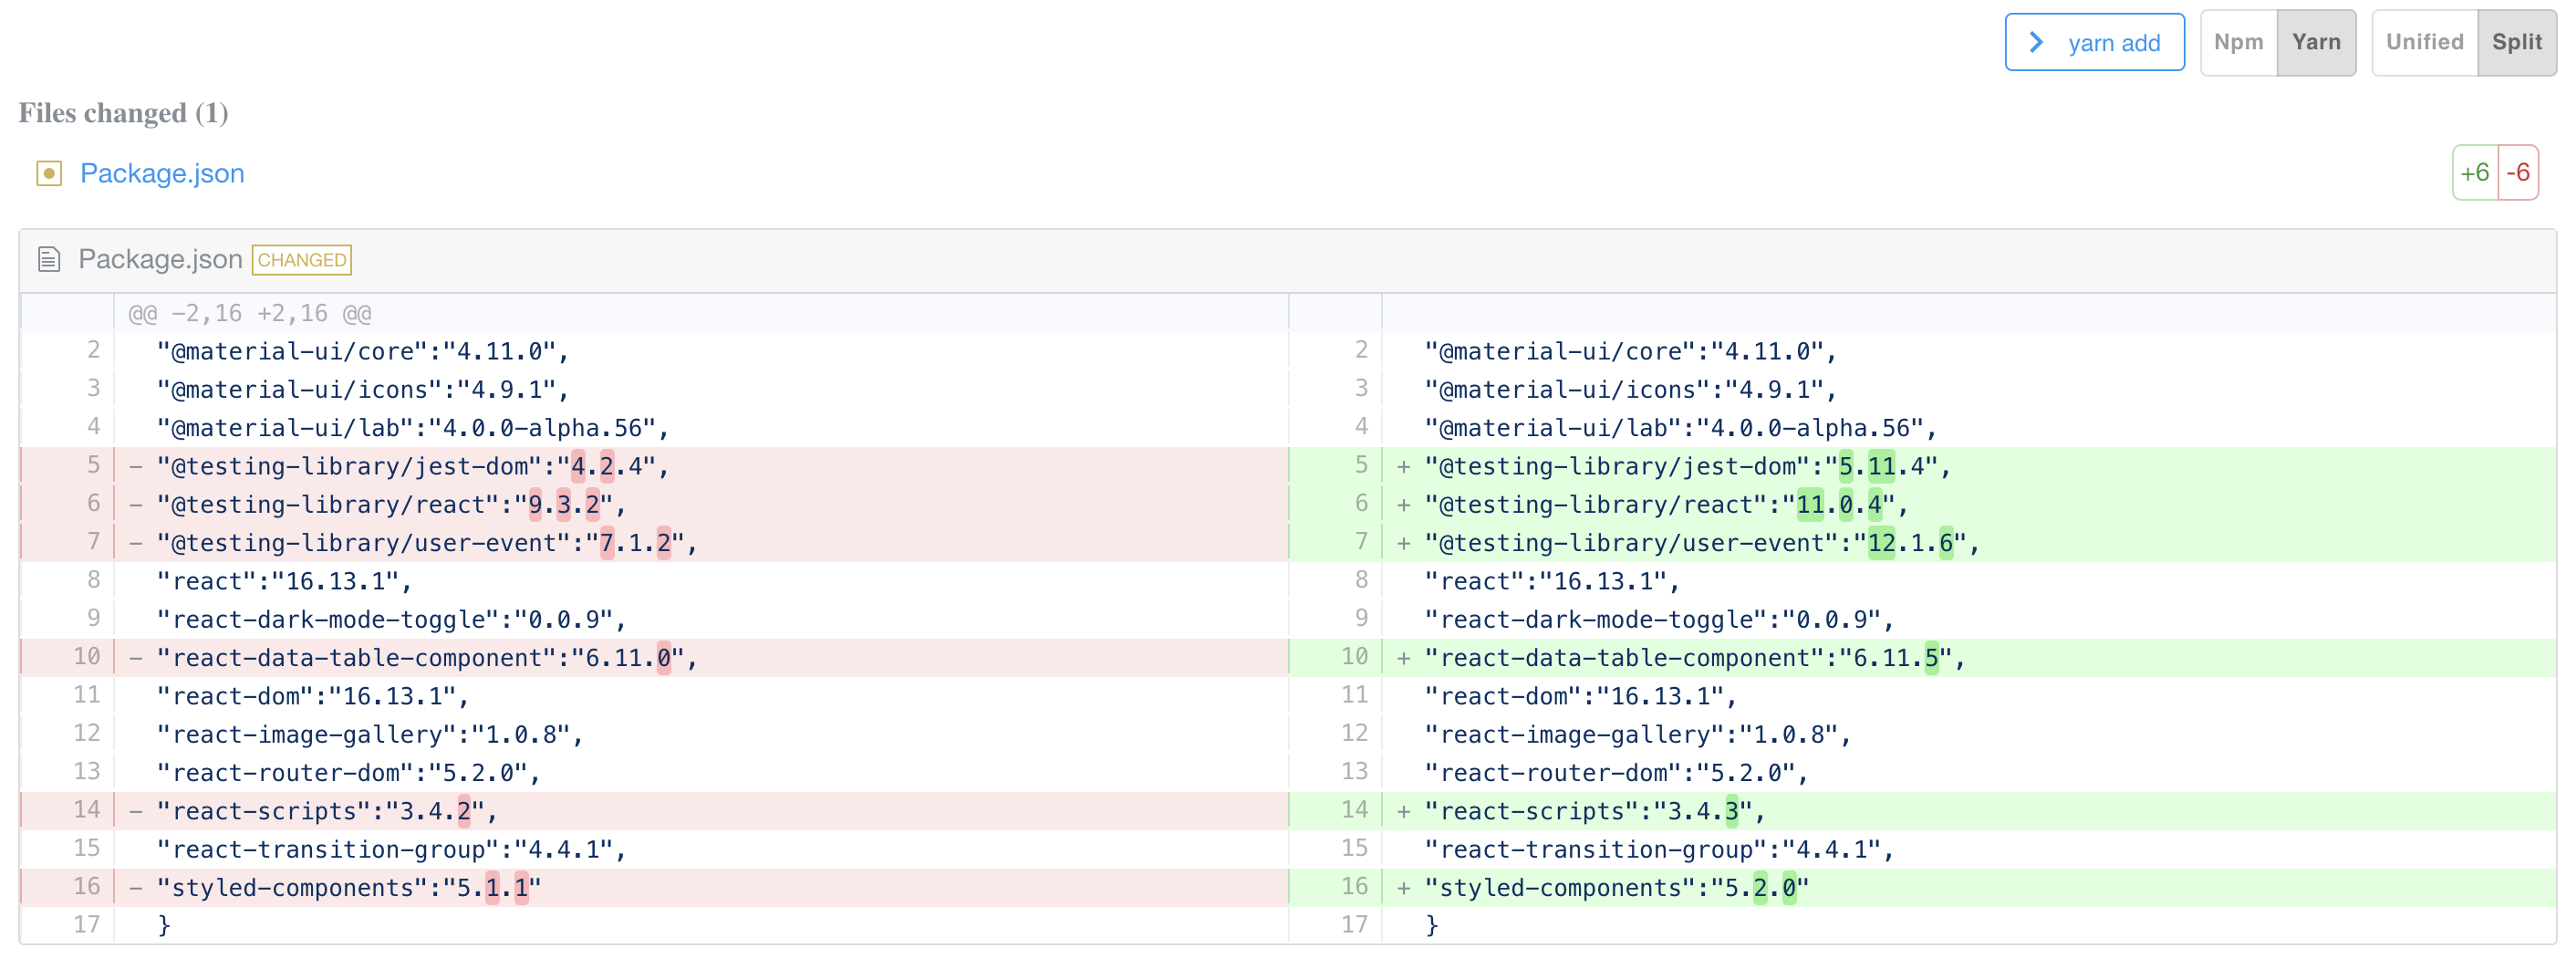 yarn add Npm Yarn Unified Split
Files changed (1)
Package.json +6 -6
Package.json CHANGED
@@ -2,16 +2,16 @@
2 "@material-ui/core":"4.11.0", 2 "@material-ui/core":"4.11.0",
3 "@material-ui/icons":"4.9.1", 3 "@material-ui/icons":"4.9.1",
4 "@material-ui/lab":"4.0.0-alpha.56", 4 "@material-ui/lab":"4.0.0-alpha.56",
5 - "@testing-library/jest-dom":"4.2.4", 5 + "@testing-library/jest-dom":"5.11.4",
6 - "@testing-library/react":"9.3.2", 6 + "@testing-library/react":"11.0.4",
7 - "@testing-library/user-event":"7.1.2", 7 + "@testing-library/user-event":"12.1.6",
8 "react":"16.13.1", 8 "react":"16.13.1",
9 "react-dark-mode-toggle":"0.0.9", 9 "react-dark-mode-toggle":"0.0.9",
10 - "react-data-table-component":"6.11.0", 10 + "react-data-table-component":"6.11.5",
11 "react-dom":"16.13.1", 11 "react-dom":"16.13.1",
12 "react-image-gallery":"1.0.8", 12 "react-image-gallery":"1.0.8",
13 "react-router-dom":"5.2.0", 13 "react-router-dom":"5.2.0",
14 - "react-scripts":"3.4.2", 14 + "react-scripts":"3.4.3",
15 "react-transition-group":"4.4.1", 15 "react-transition-group":"4.4.1",
16 - "styled-components":"5.1.1" 16 + "styled-components":"5.2.0"
17 } 17 }